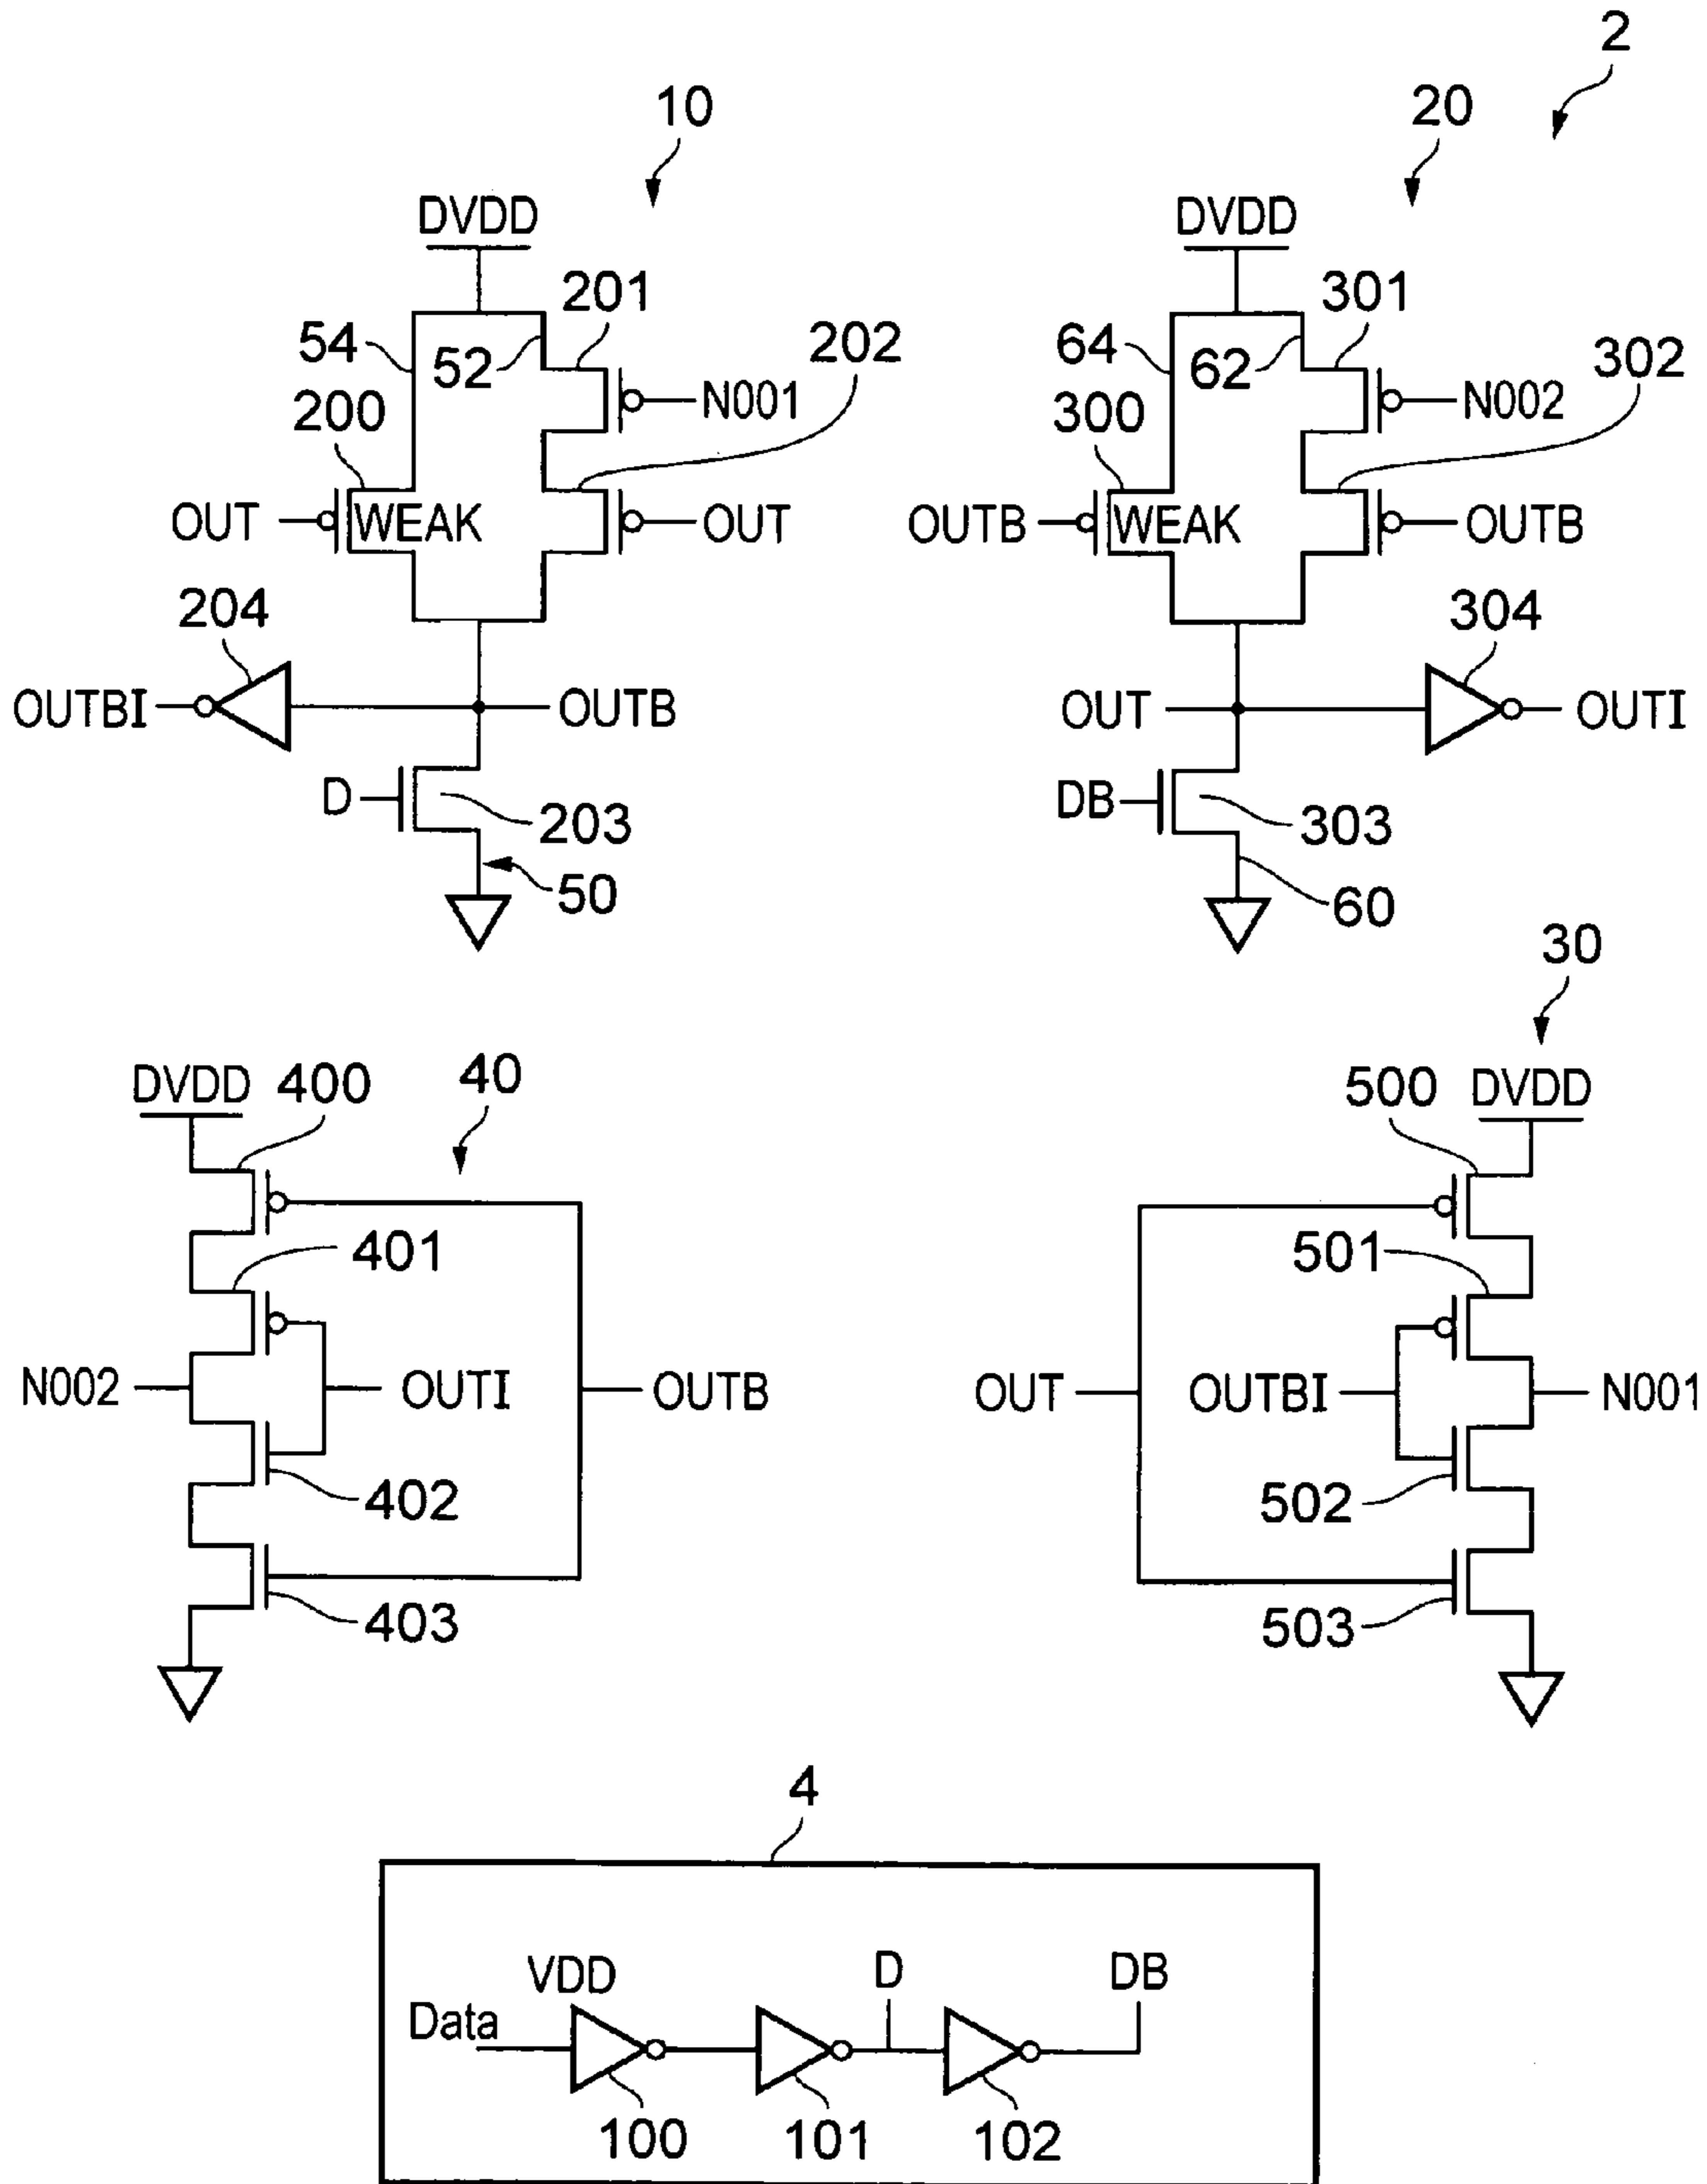 2
10
20
DVDD
DVDD
201
301
54
52
202
64
62
302
200
N001
300
N002
OUT
WEAK
OUT
OUTB
WEAK
OUTB
204
304
OUTBI
OUTB
OUT
OUTI
D
203
DB
303
50
60
30
DVDD
400
40
500
DVDD
401
501
N002
OUTI
OUTB
OUT
OUTBI
N001
402
502
403
503
4
VDD
D
DB
Data
100
101
102